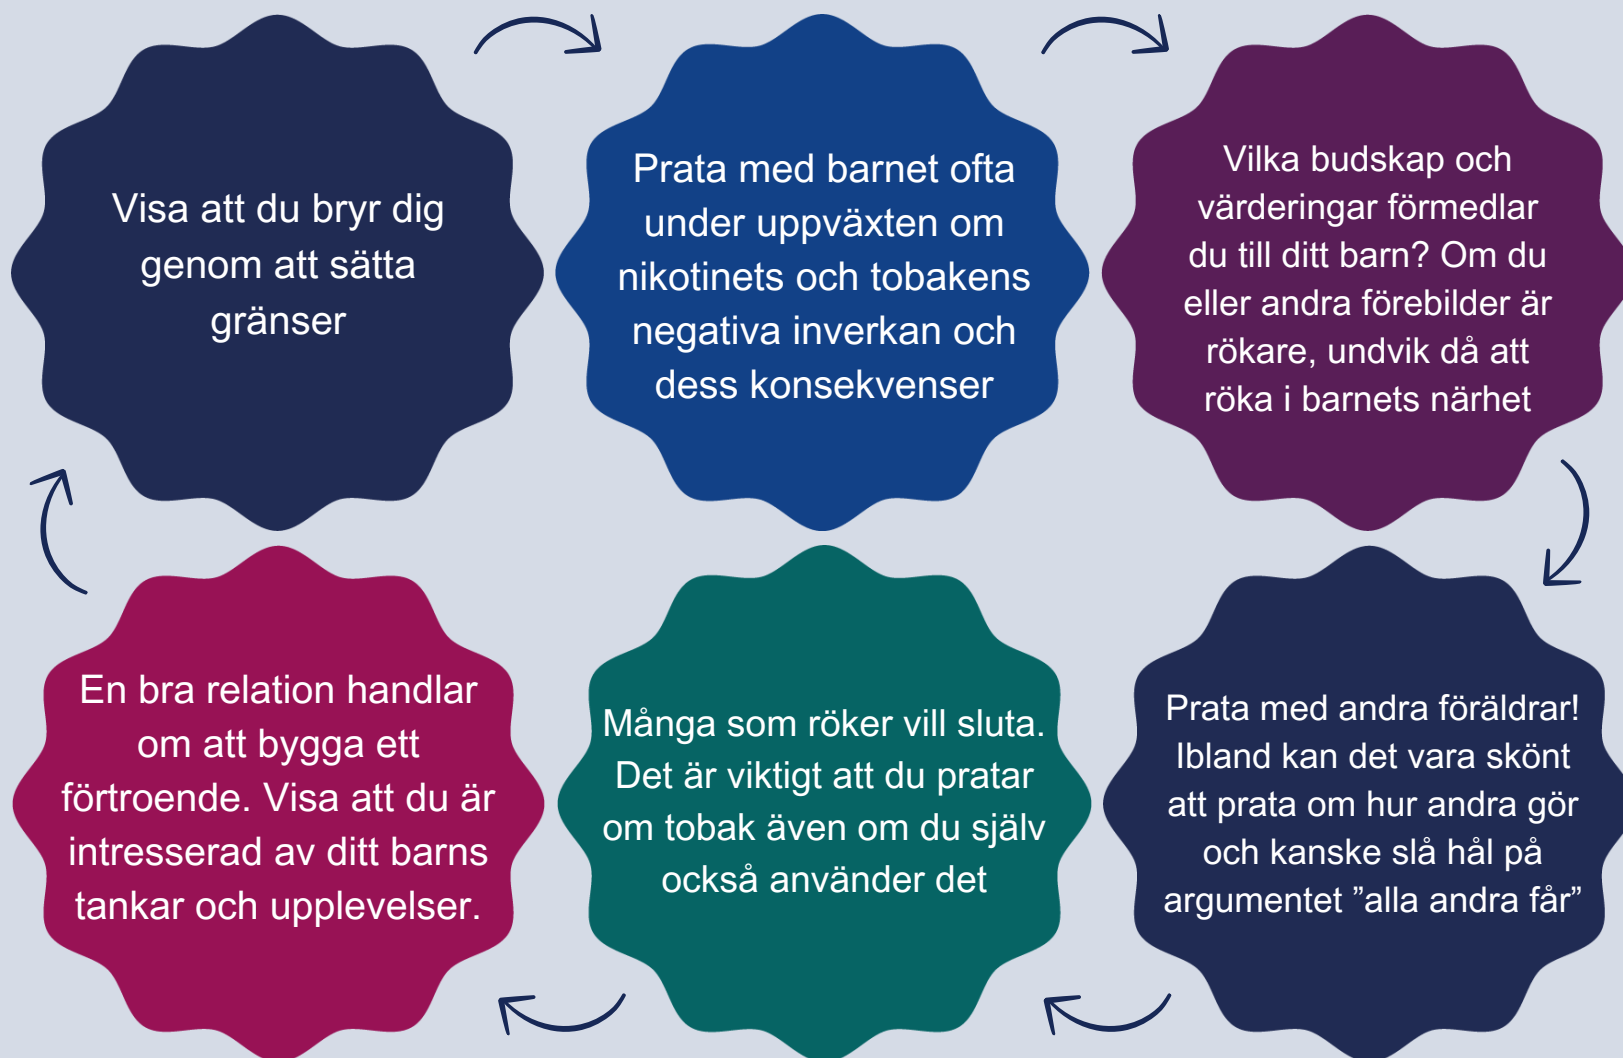 Visa att du bryr dig
genom att sätta
gränser
Prata med barnet ofta
under uppväxten om
nikotinets och tobakens
negativa inverkan och
dess konsekvenser
Vilka budskap och
värderingar förmedlar
du till ditt barn? Om du
eller andra förebilder är
rökare, undvik då att
röka i barnets närhet
Prata med andra föräldrar!
Ibland kan det vara skönt
att prata om hur andra gör
och kanske slå hål på
argumentet ”alla andra får”
Många som röker vill sluta.
Det är viktigt att du pratar
om tobak även om du själv
också använder det
En bra relation handlar
om att bygga ett
förtroende. Visa att du är
intresserad av ditt barns
tankar och upplevelser.